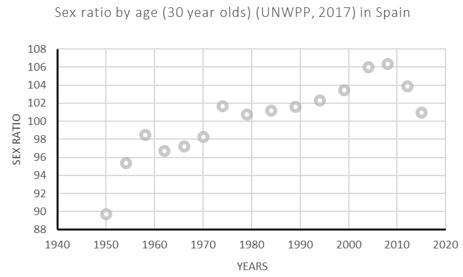 Sex ratio by age (30 year olds) (UNWPP, 2017) in Spain
108
106
104
102
100
98
96
94
92
90
88
SEX RATIO
1940 1950 1960 1970 1980 1990 2000 2010 2020
YEARS